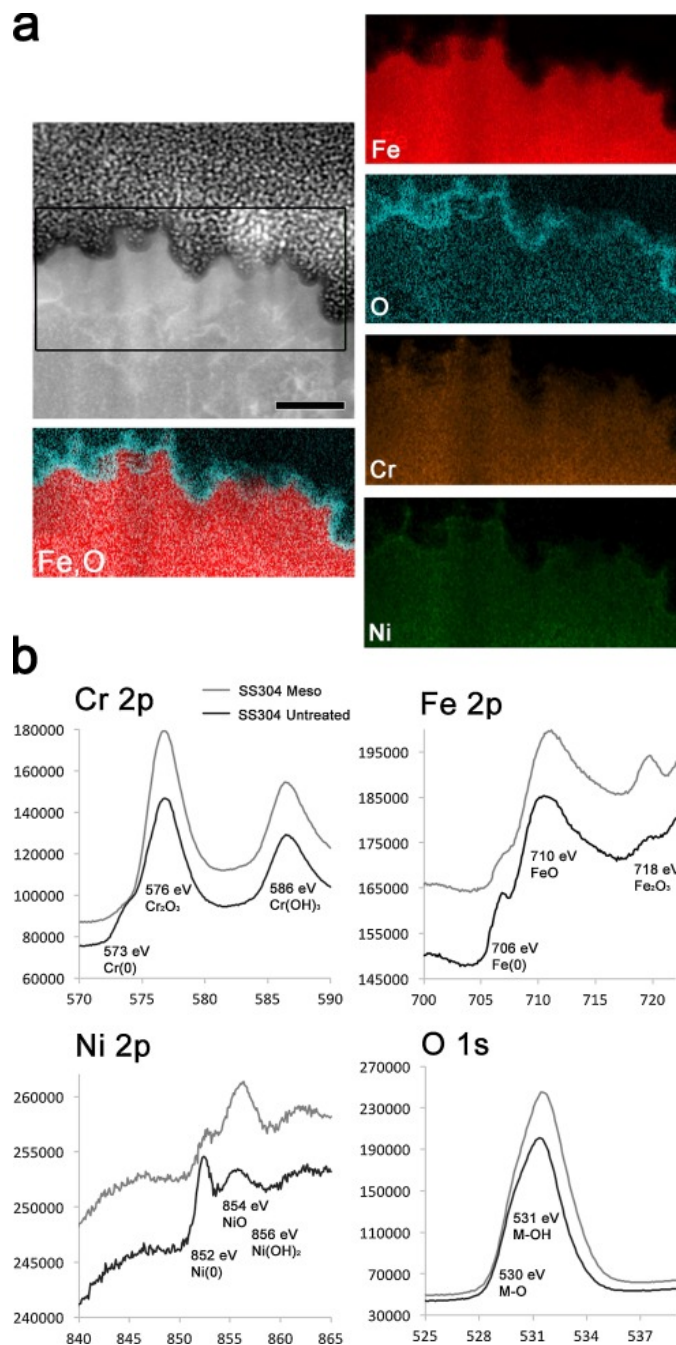 a
Fe
O
Cr
Fe,O
Ni
b
Cr 2p
SS304 Meso
SS304 Untreated
180000
160000
140000
120000
100000
80000
60000
576 eV
Cr₂O₃
586 eV
Cr(OH)₃
573 eV
Cr(0)
570 575 580 585 590
Fe 2p
195000
185000
175000
165000
145000
710 eV
FeO
718 eV
Fe₂O₃
706 eV
Fe(0)
700 705 710 715 720
Ni 2p
260000
255000
250000
245000
240000
854 eV
NiO
856 eV
Ni(OH)₂
852 eV
Ni(0)
840 845 850 855 860 865
O 1s
270000
230000
190000
150000
110000
70000
30000
531 eV
M-OH
530 eV
M-O
525 528 531 534 537